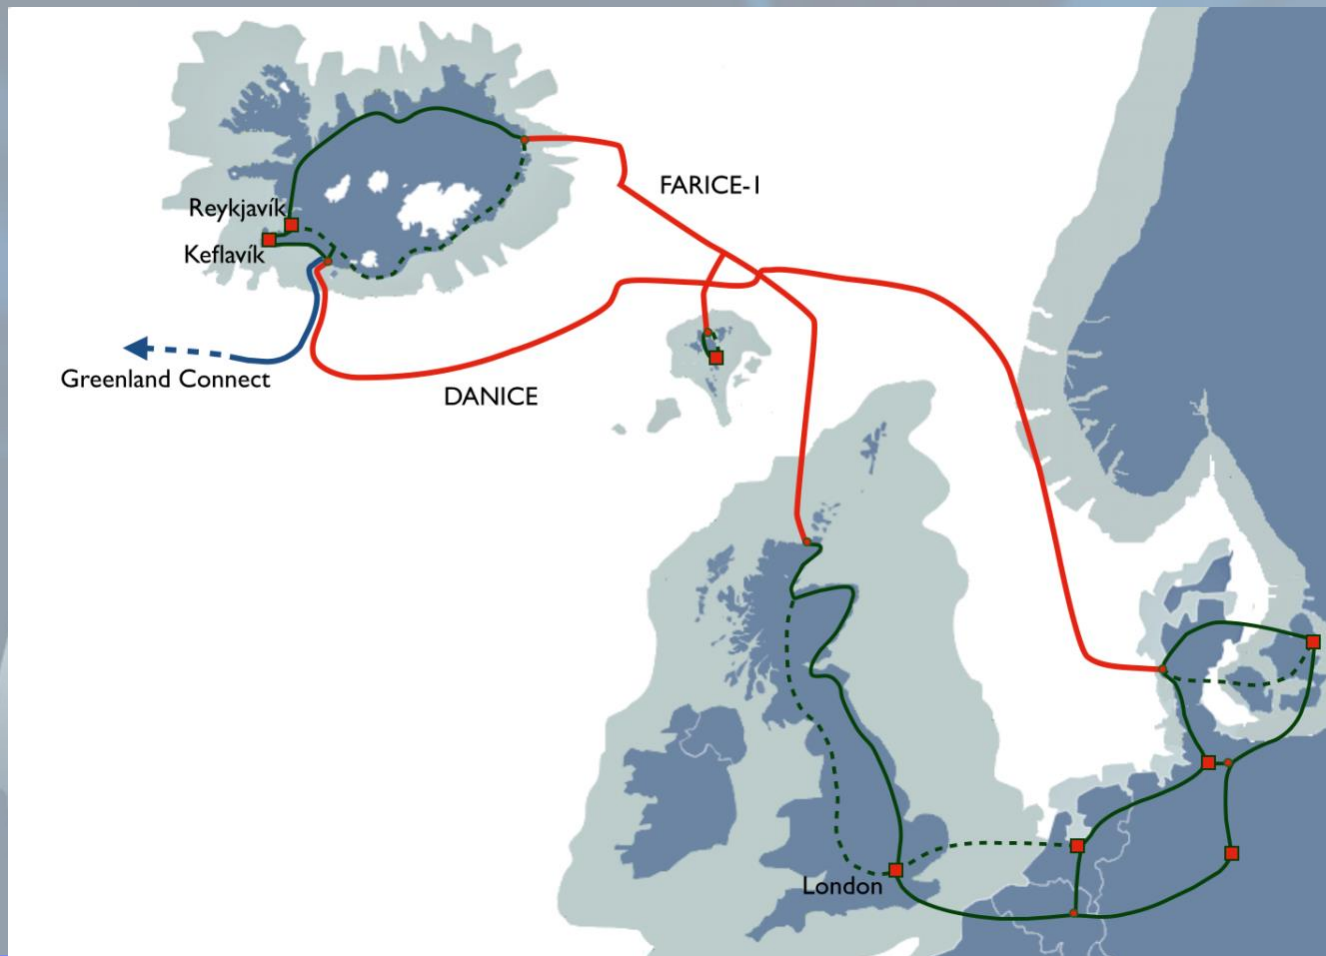 FARICE-1
Reykjavík
Keflavík
Greenland Connect
DANICE
London